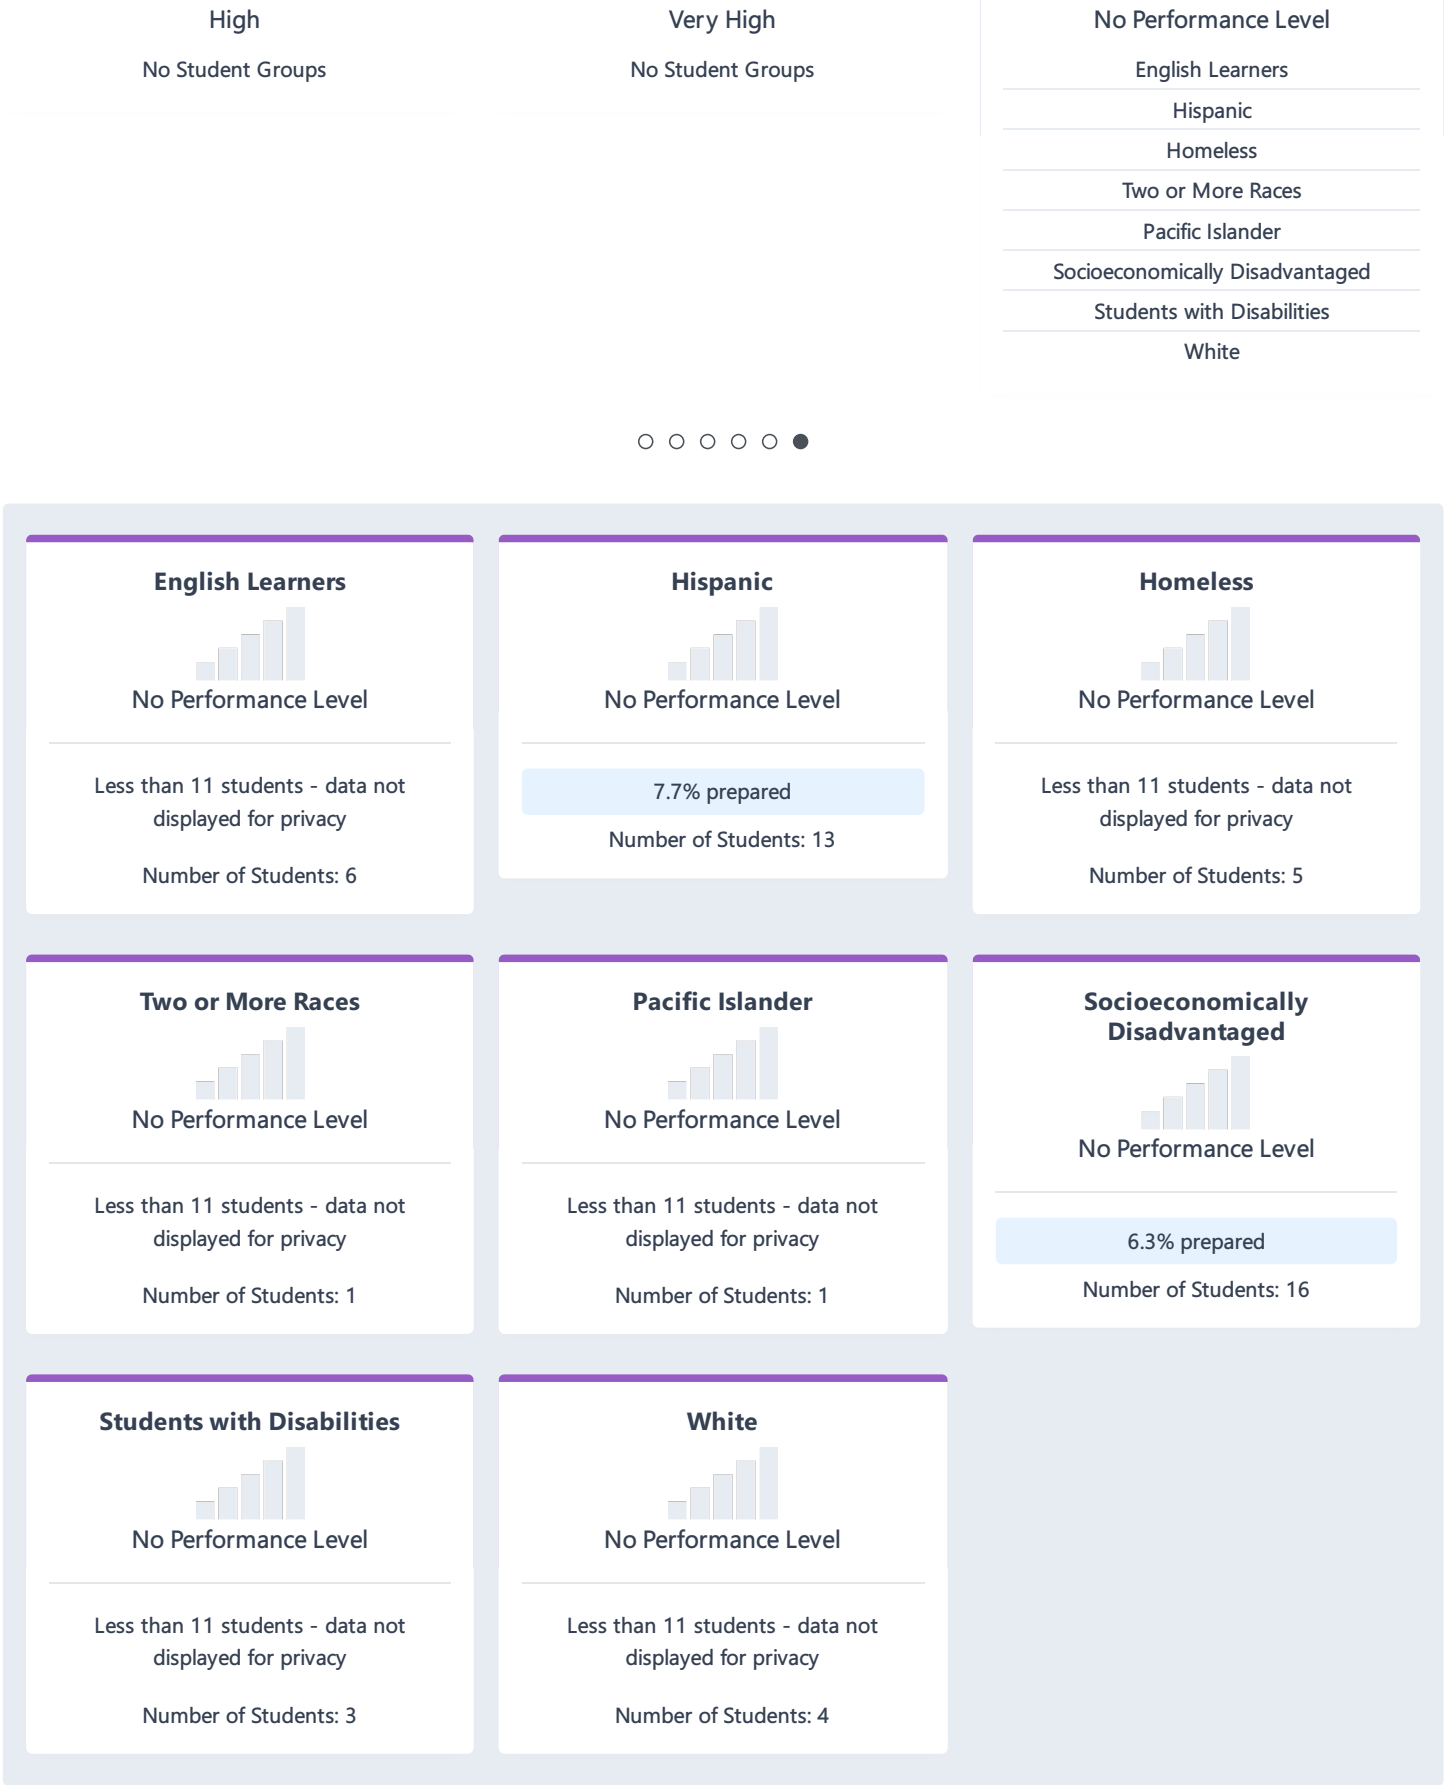 High
No Student Groups
Very High
No Student Groups
No Performance Level
English Learners
Hispanic
Homeless
Two or More Races
Pacific Islander
Socioeconomically Disadvantaged
Students with Disabilities
White
English Learners
No Performance Level
Less than 11 students - data not
displayed for privacy
Number of Students: 6
Hispanic
No Performance Level
7.7% prepared
Number of Students: 13
Homeless
No Performance Level
Less than 11 students - data not
displayed for privacy
Number of Students: 5
Two or More Races
No Performance Level
Less than 11 students - data not
displayed for privacy
Number of Students: 1
Pacific Islander
No Performance Level
Less than 11 students - data not
displayed for privacy
Number of Students: 1
Socioeconomically
Disadvantaged
No Performance Level
6.3% prepared
Number of Students: 16
Students with Disabilities
No Performance Level
Less than 11 students - data not
displayed for privacy
Number of Students: 3
White
No Performance Level
Less than 11 students - data not
displayed for privacy
Number of Students: 4